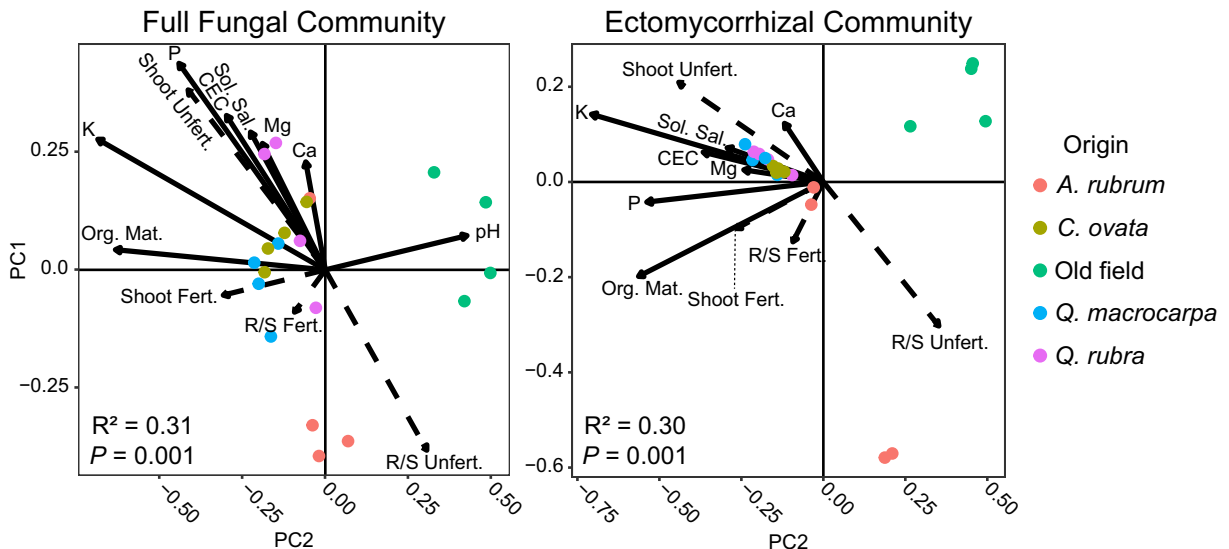 Full Fungal Community
P
Shoot Unfert.
CEC
Sol. Sal.
Mg
K
Ca
Org. Mat.
pH
Shoot Fert.
R/S Fert.
R/S Unfert.
R² = 0.31
P = 0.001
0.25
0.0
−0.25
PC1
−0.50
−0.25
0.00
0.25
0.50
PC2
Ectomycorrhizal Community
Shoot Unfert.
K
Ca
Sol. Sal.
CEC
Mg
P
Org. Mat.
R/S Fert.
Shoot Fert.
R/S Unfert.
R² = 0.30
P = 0.001
0.2
0.0
−0.2
−0.4
−0.6
−0.75
−0.50
−0.25
0.00
0.25
0.50
PC2
Origin
A. rubrum
C. ovata
Old field
Q. macrocarpa
Q. rubra